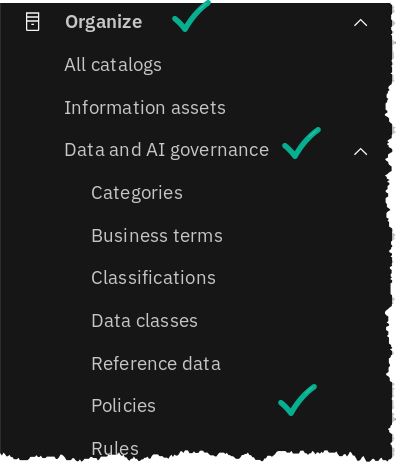 Organize
All catalogs
Information assets
Data and AI governance
Categories
Business terms
Classifications
Data classes
Reference data
Policies
Rules